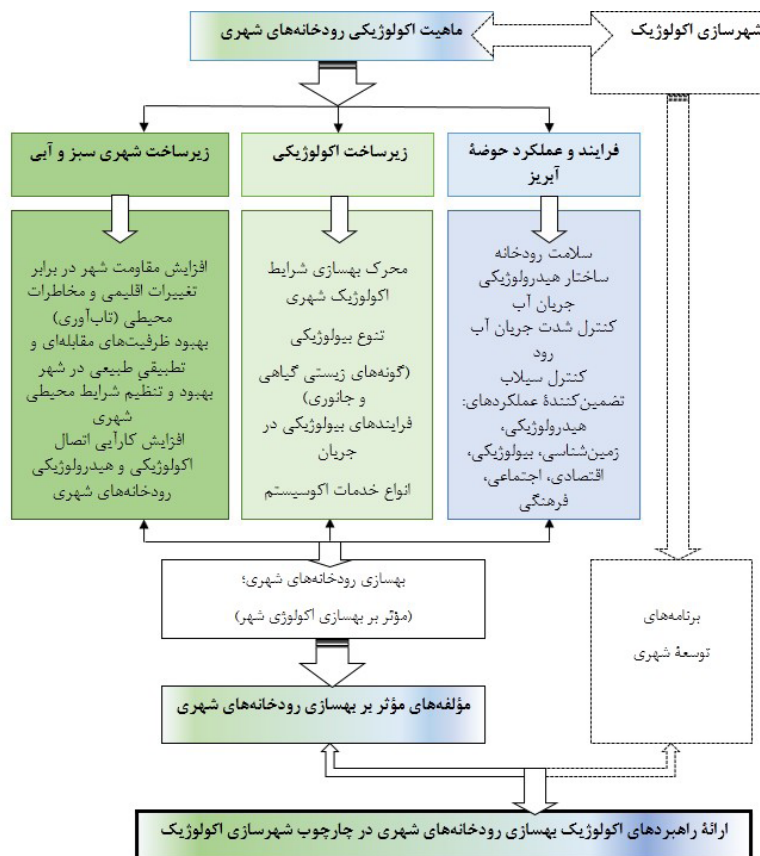 شهرسازی اکولوژیک
ماهیت اکولوژیکی رودخانه‌های شهری
فرایند و عملکرد حوضهٔ
آبریز
زیرساخت اکولوژیکی
زیرساخت شهری سبز و آبی
سلامت رودخانه
ساختار هیدرولوژیکی
جریان آب
کنترل شدت جریان آب
رود
کنترل سیلاب
تضمین‌کنندهٔ عملکردهای:
هیدرولوژیکی،
زمین‌شناسی، بیولوژیکی،
اقتصادی، اجتماعی،
فرهنگی
محرک بهسازی شرایط
اکولوژیک شهری
تنوع بیولوژیکی
(گونه‌های زیستی گیاهی
و جانوری)
فرایندهای بیولوژیکی در
جریان
انواع خدمات اکوسیستم
افزایش مقاومت شهر در برابر
تغییرات اقلیمی و مخاطرات
محیطی (تاب‌آوری)
بهبود ظرفیت‌های مقابله‌ای و
تطبیقی طبیعی در شهر
بهبود و تنظیم شرایط محیطی
شهری
افزایش کارآیی اتصال
اکولوژیکی و هیدرولوژیکی
رودخانه‌های شهری
بهسازی رودخانه‌های شهری؛
(مؤثر بر بهسازی اکولوژی شهر)
برنامه‌های
توسعهٔ شهری
مؤلفه‌های مؤثر بر بهسازی رودخانه‌های شهری
ارائهٔ راهبردهای اکولوژیک بهسازی رودخانه‌های شهری در چارچوب شهرسازی اکولوژیک